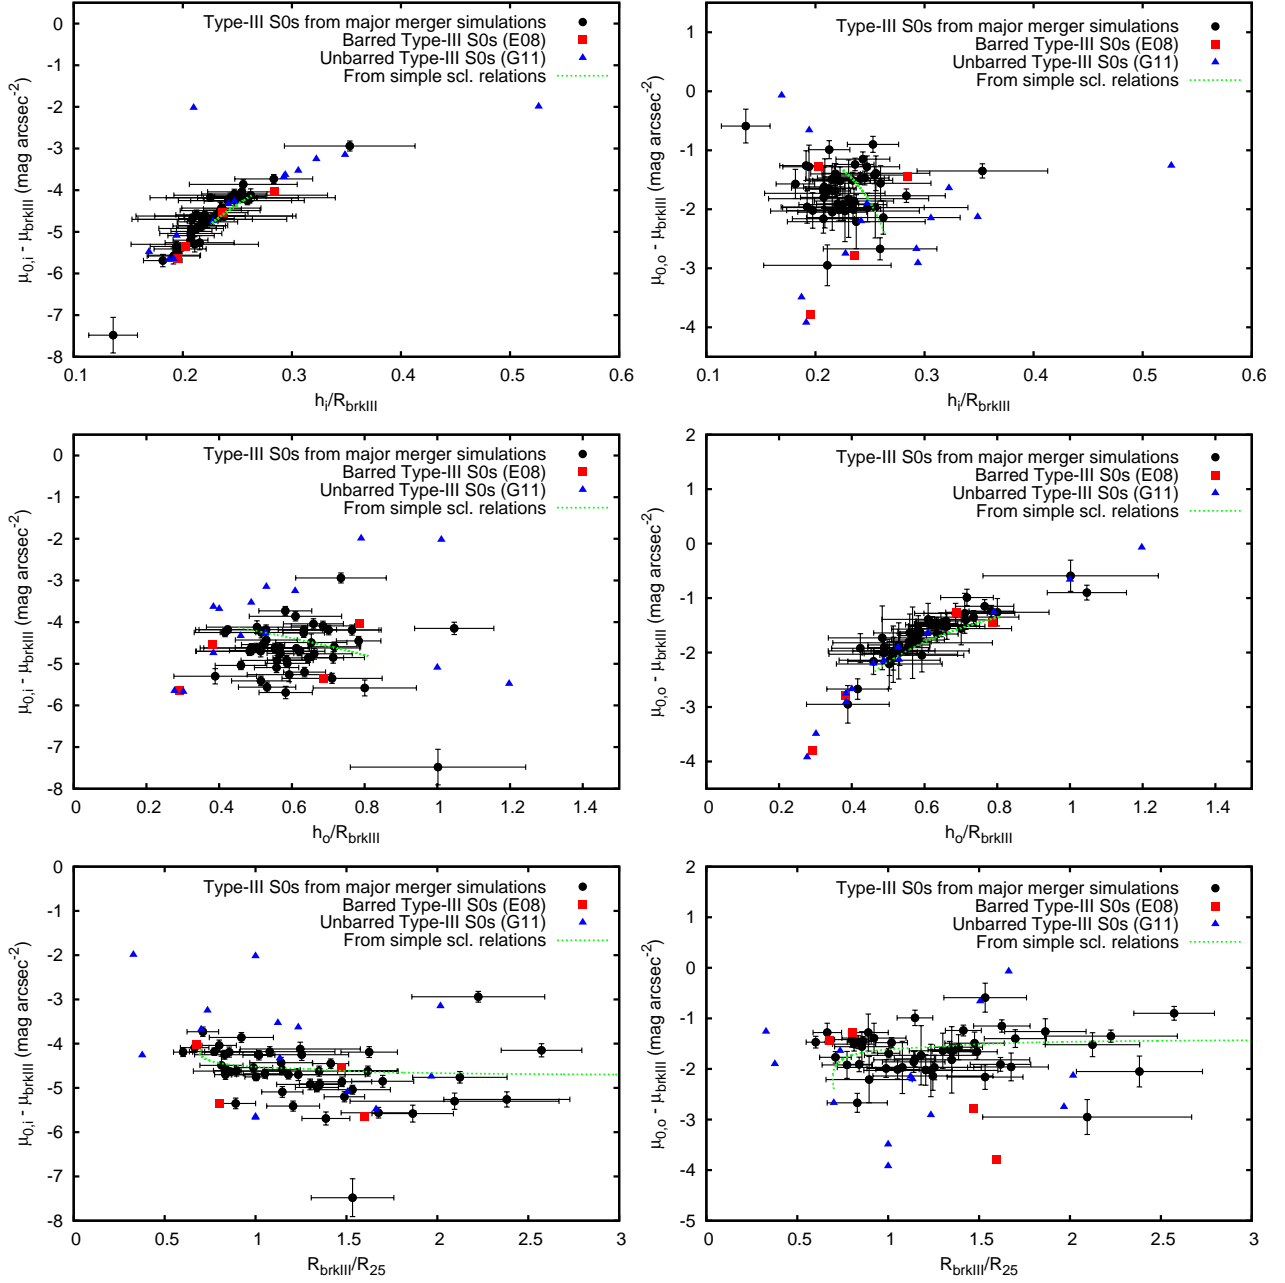 Type-III S0s from major merger simulations
Barred Type-III S0s (E08)
Unbarred Type-III S0s (G11)
From simple scl. relations
0
-1
-2
-3
-4
-5
-6
-7
-8
0.1 0.2 0.3 0.4 0.5 0.6
μ0,i - μbrkIII (mag arcsec-2)
hi/RbrkIII
Type-III S0s from major merger simulations
Barred Type-III S0s (E08)
Unbarred Type-III S0s (G11)
From simple scl. relations
1
0
-1
-2
-3
-4
0.1 0.2 0.3 0.4 0.5 0.6
μ0,o - μbrkIII (mag arcsec-2)
hi/RbrkIII
Type-III S0s from major merger simulations
Barred Type-III S0s (E08)
Unbarred Type-III S0s (G11)
From simple scl. relations
0
-1
-2
-3
-4
-5
-6
-7
-8
0 0.2 0.4 0.6 0.8 1 1.2 1.4
μ0,i - μbrkIII (mag arcsec-2)
ho/RbrkIII
Type-III S0s from major merger simulations
Barred Type-III S0s (E08)
Unbarred Type-III S0s (G11)
From simple scl. relations
2
1
0
-1
-2
-3
-4
0 0.2 0.4 0.6 0.8 1 1.2 1.4
μ0,o - μbrkIII (mag arcsec-2)
ho/RbrkIII
Type-III S0s from major merger simulations
Barred Type-III S0s (E08)
Unbarred Type-III S0s (G11)
From simple scl. relations
0
-1
-2
-3
-4
-5
-6
-7
-8
0 0.5 1 1.5 2 2.5 3
μ0,i - μbrkIII (mag arcsec-2)
RbrkIII/R25
Type-III S0s from major merger simulations
Barred Type-III S0s (E08)
Unbarred Type-III S0s (G11)
From simple scl. relations
2
1
0
-1
-2
-3
-4
-5
0 0.5 1 1.5 2 2.5 3
μ0,o - μbrkIII (mag arcsec-2)
RbrkIII/R25